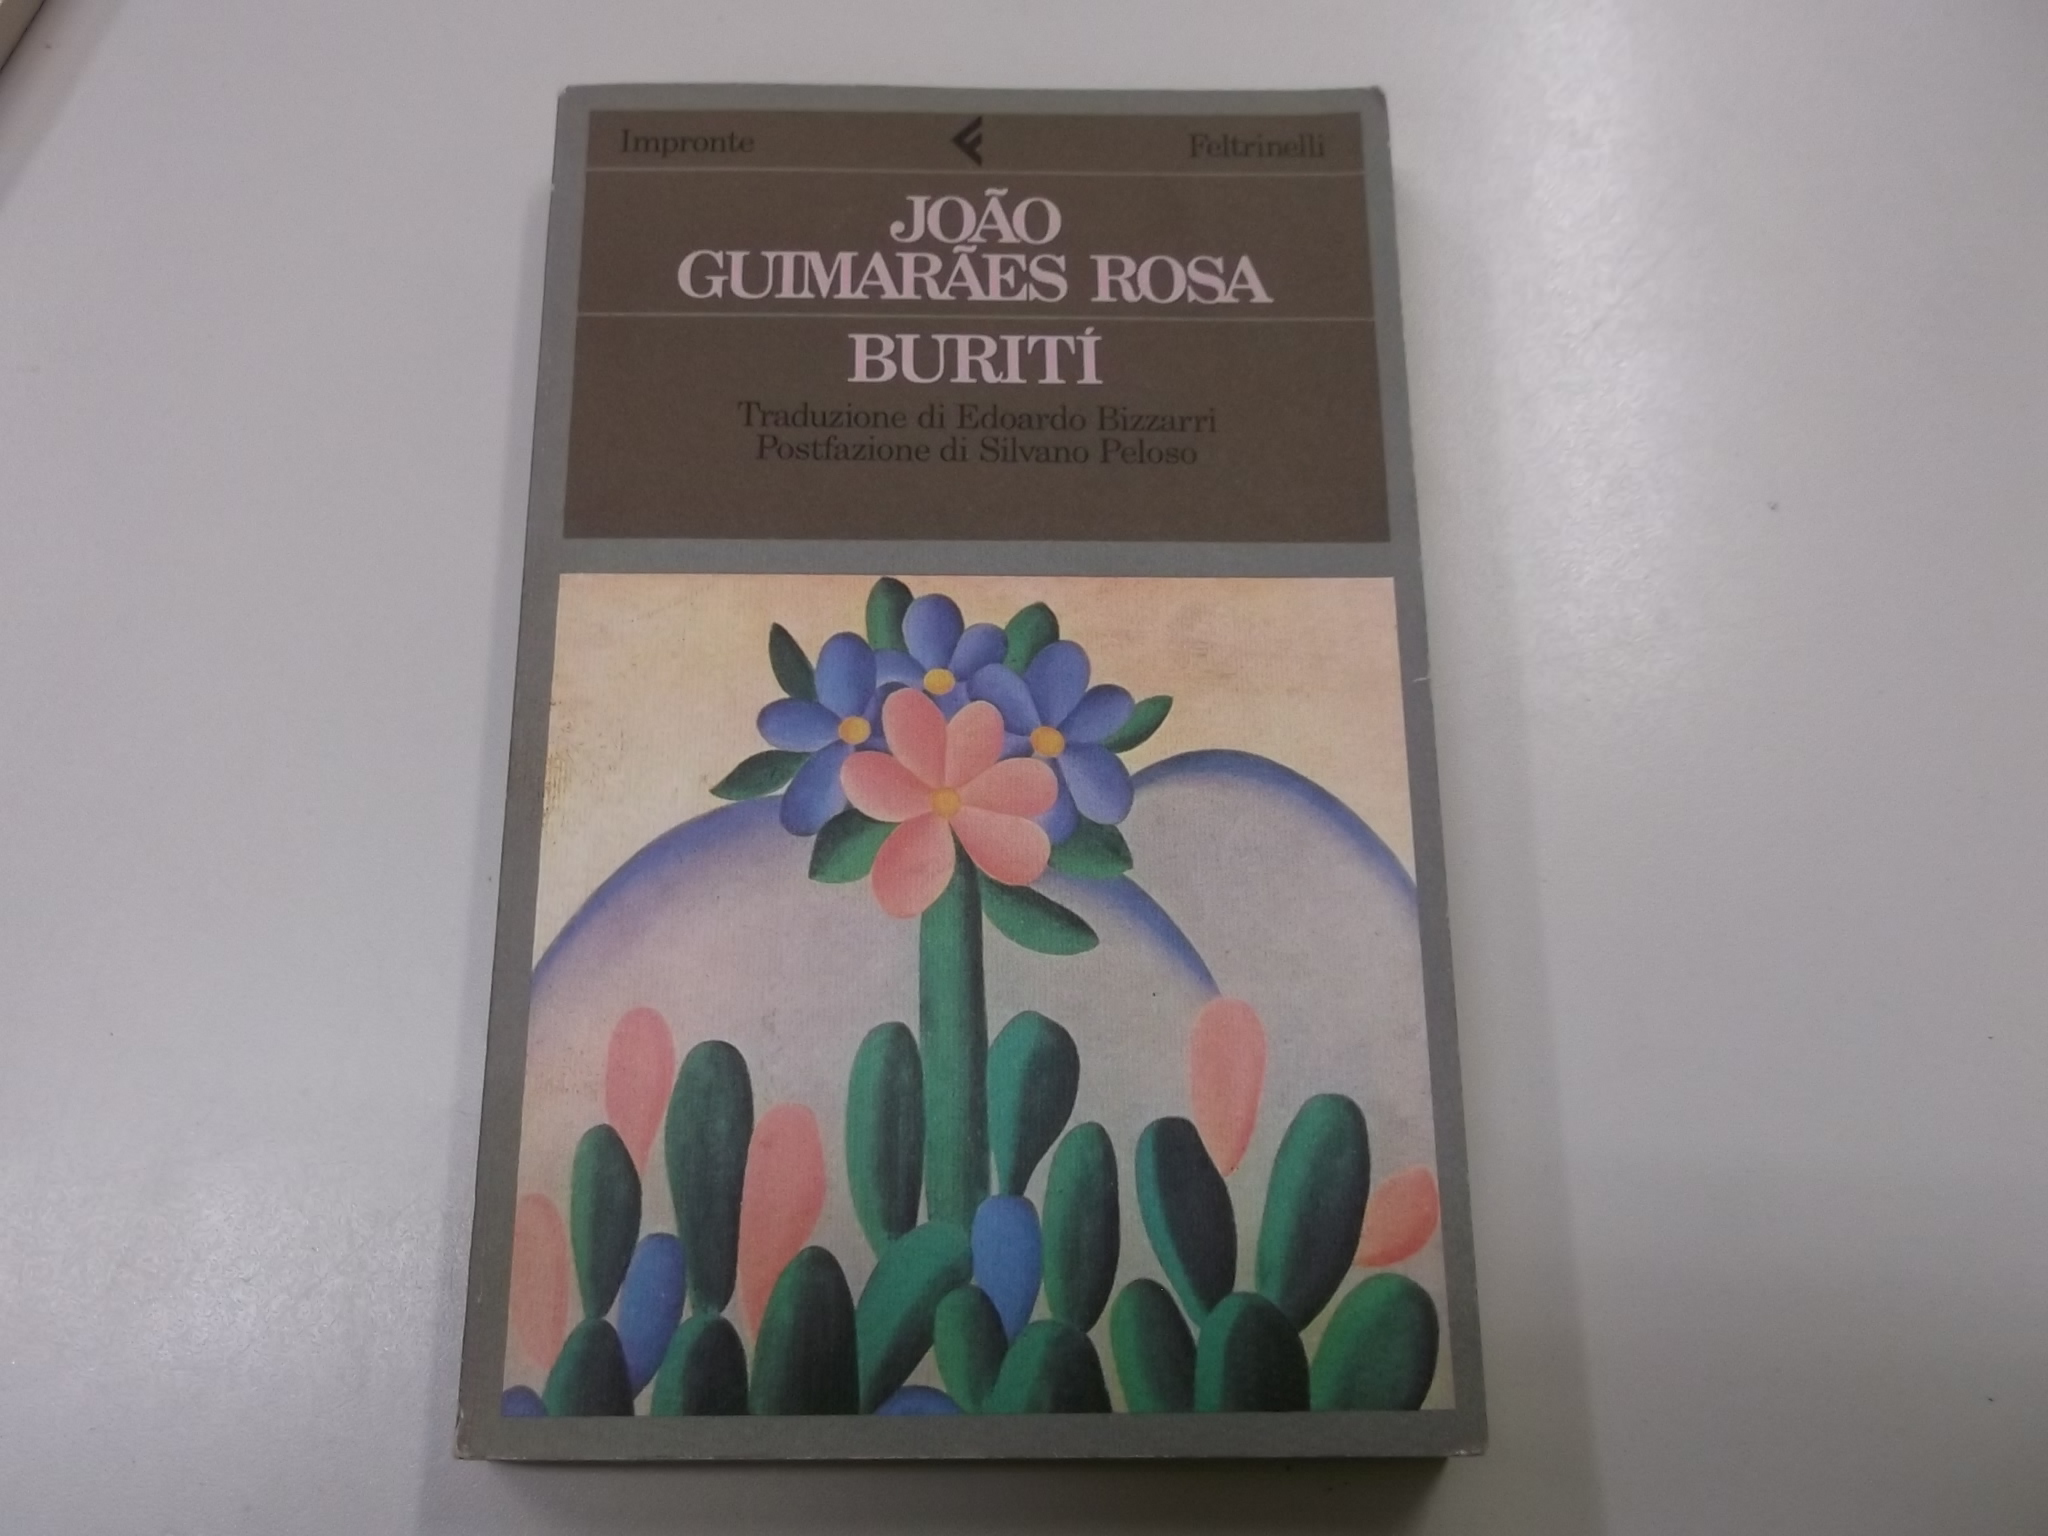 Impronte Feltrinelli
JOÃO
GUIMARÃES ROSA
BURITÍ
Traduzione di Edoardo Bizzarri
Postfazione di Silvano Peloso